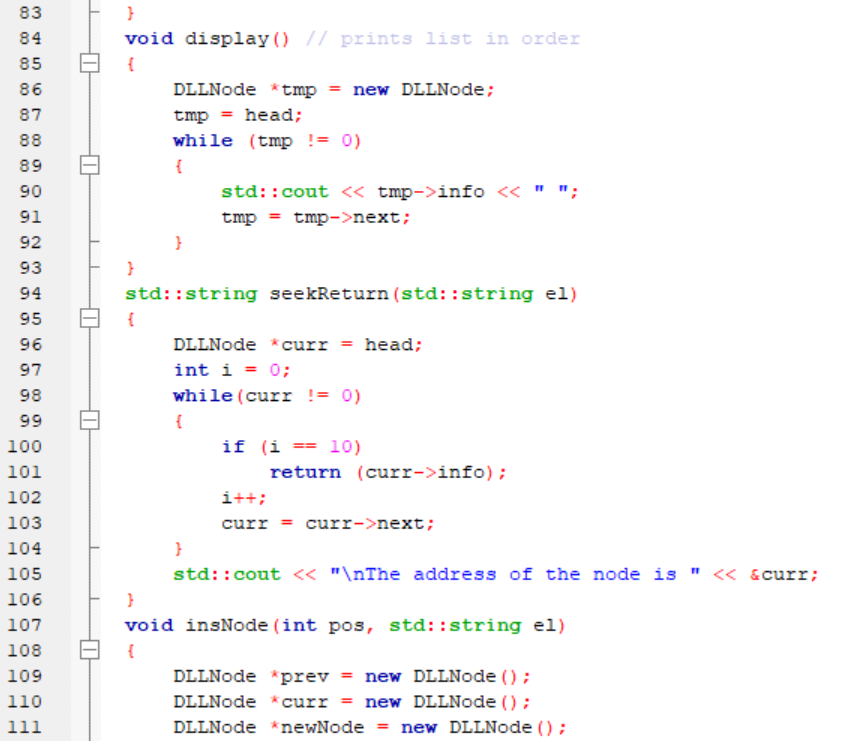 83 }
84 void display() // prints list in order
85 {
86 DLLNode *tmp = new DLLNode;
87 tmp = head;
88 while (tmp != 0)
89 {
90 std::cout << tmp->info << " ";
91 tmp = tmp->next;
92 }
93 }
94 std::string seekReturn(std::string el)
95 {
96 DLLNode *curr = head;
97 int i = 0;
98 while(curr != 0)
99 {
100 if (i == 10)
101 return (curr->info);
102 i++;
103 curr = curr->next;
104 }
105 std::cout << "\nThe address of the node is " << &curr;
106 }
107 void insNode(int pos, std::string el)
108 {
109 DLLNode *prev = new DLLNode();
110 DLLNode *curr = new DLLNode();
111 DLLNode *newNode = new DLLNode();